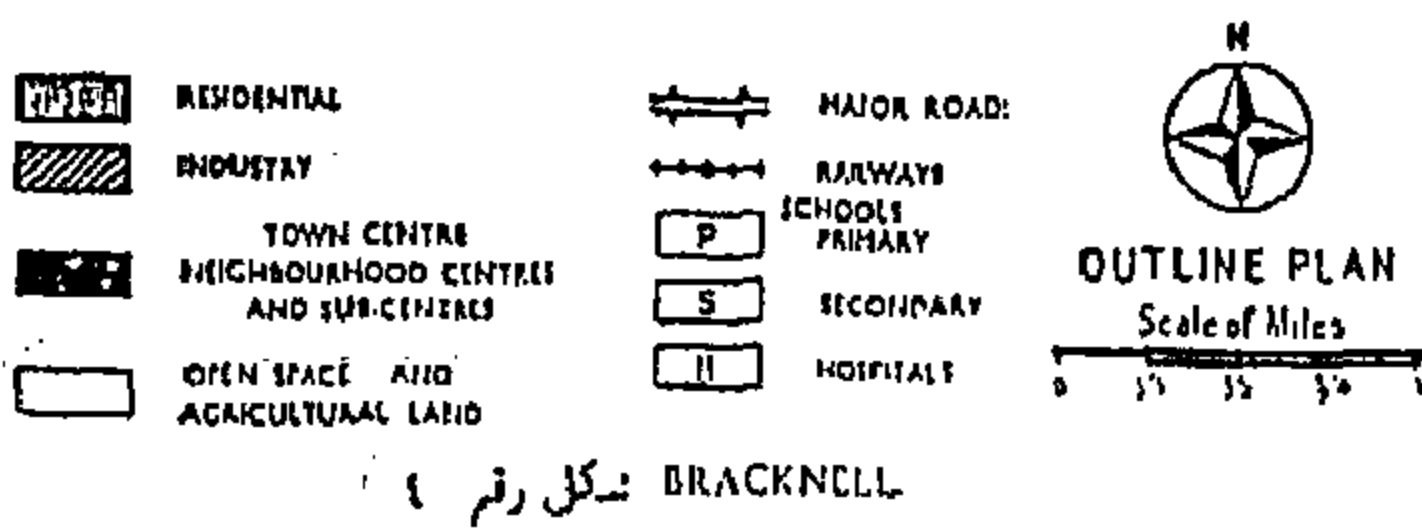 N
RESIDENTIAL
INDUSTRY
TOWN CENTRE
NEIGHBOURHOOD CENTRES
AND SUB-CENTRES
OPEN SPACE AND
AGRICULTURAL LAND
MAJOR ROADS
RAILWAYS
SCHOOLS
P PRIMARY
S SECONDARY
H HOSPITALS
OUTLINE PLAN
Scale of Miles
0
شكل رقم ٤ BRACKNELL